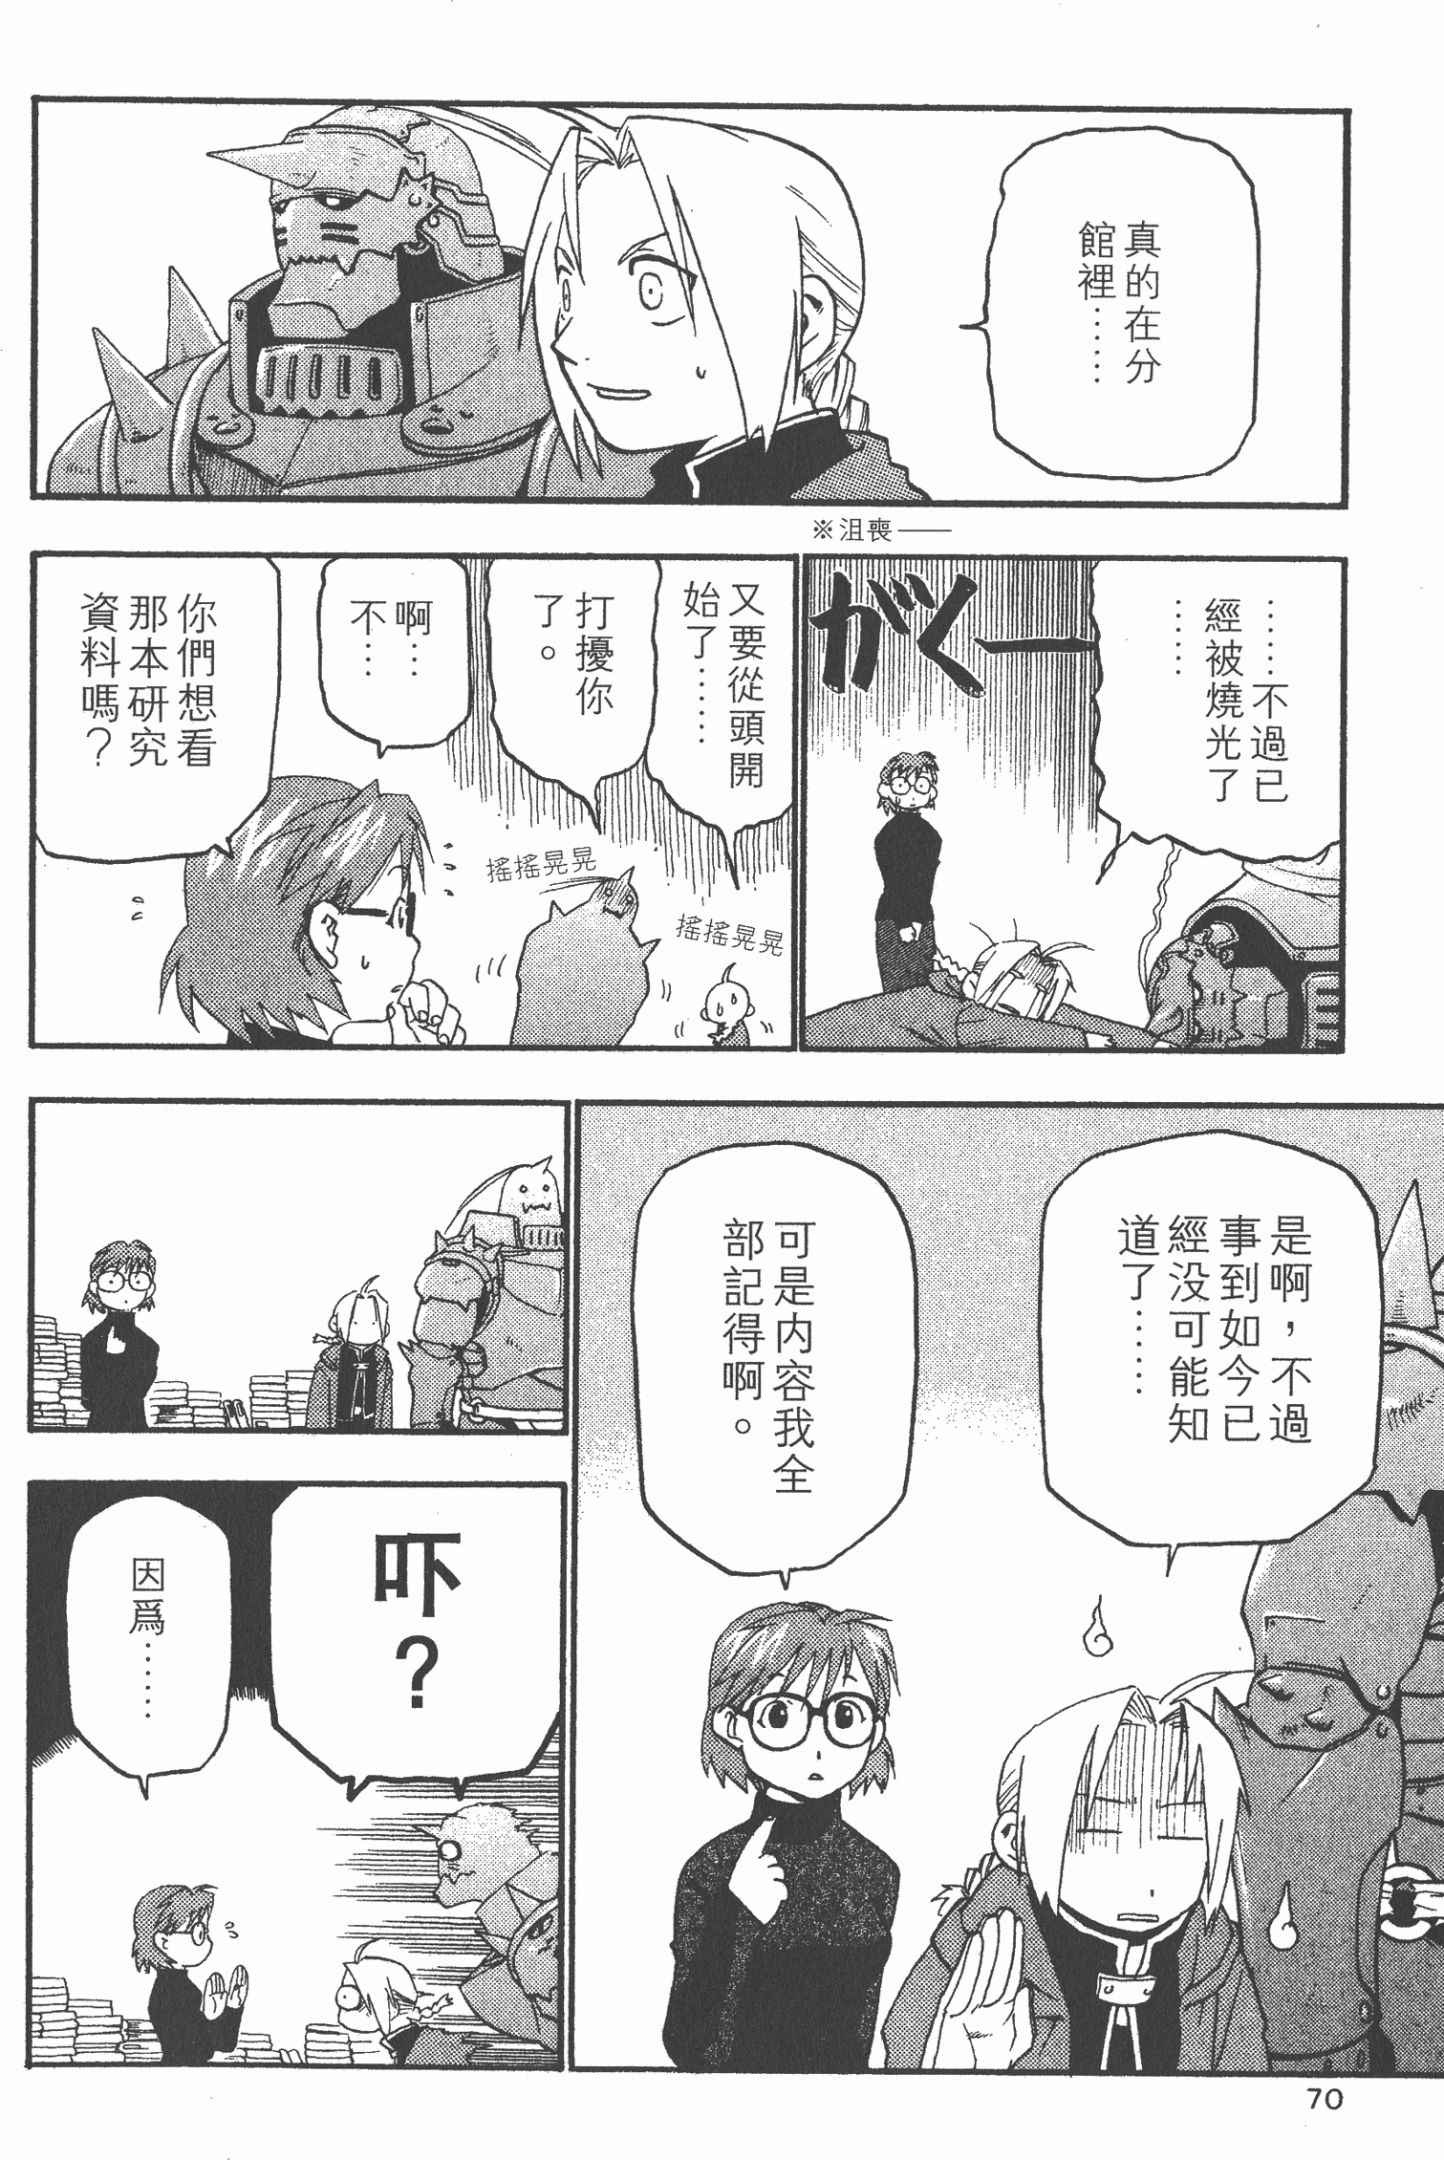 真的在分
館裡……
※沮喪——
……不過已
經被燒光了
……
がくー
又要從頭開
始了……
打擾你
了。
搖搖晃晃
搖搖晃晃
啊…
不…
你們想看
那本研究
資料嗎？
是啊，不過
事到如今已
經没可能知
道了……
可是内容我全
部記得啊。
吓？
因爲……
70